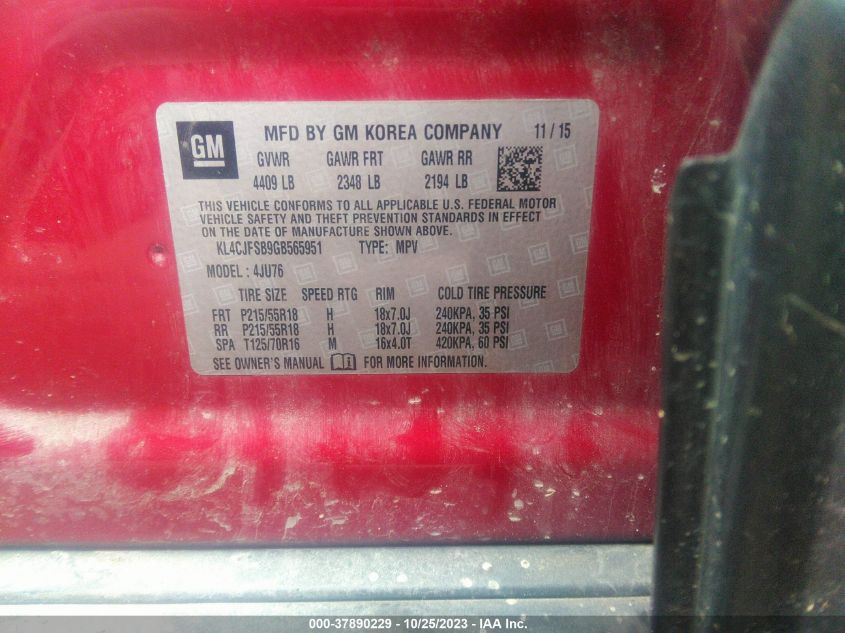 GM MFD BY GM KOREA COMPANY 11 / 15
GVWR GAWR FRT GAWR RR
4409 LB 2348 LB 2194 LB
THIS VEHICLE CONFORMS TO ALL APPLICABLE U.S. FEDERAL MOTOR
VEHICLE SAFETY AND THEFT PREVENTION STANDARDS IN EFFECT
ON THE DATE OF MANUFACTURE SHOWN ABOVE.
KL4CJFSB9GB565951 TYPE: MPV
MODEL : 4JU76
TIRE SIZE SPEED RTG RIM COLD TIRE PRESSURE
FRT P215/55R18 H 18x7.0J 240KPA, 35 PSI
RR P215/55R18 H 18x7.0J 240KPA, 35 PSI
SPA T125/70R16 M 16x4.0T 420KPA, 60 PSI
SEE OWNER'S MANUAL FOR MORE INFORMATION.
000-37890229 - 10/25/2023 - IAA Inc.